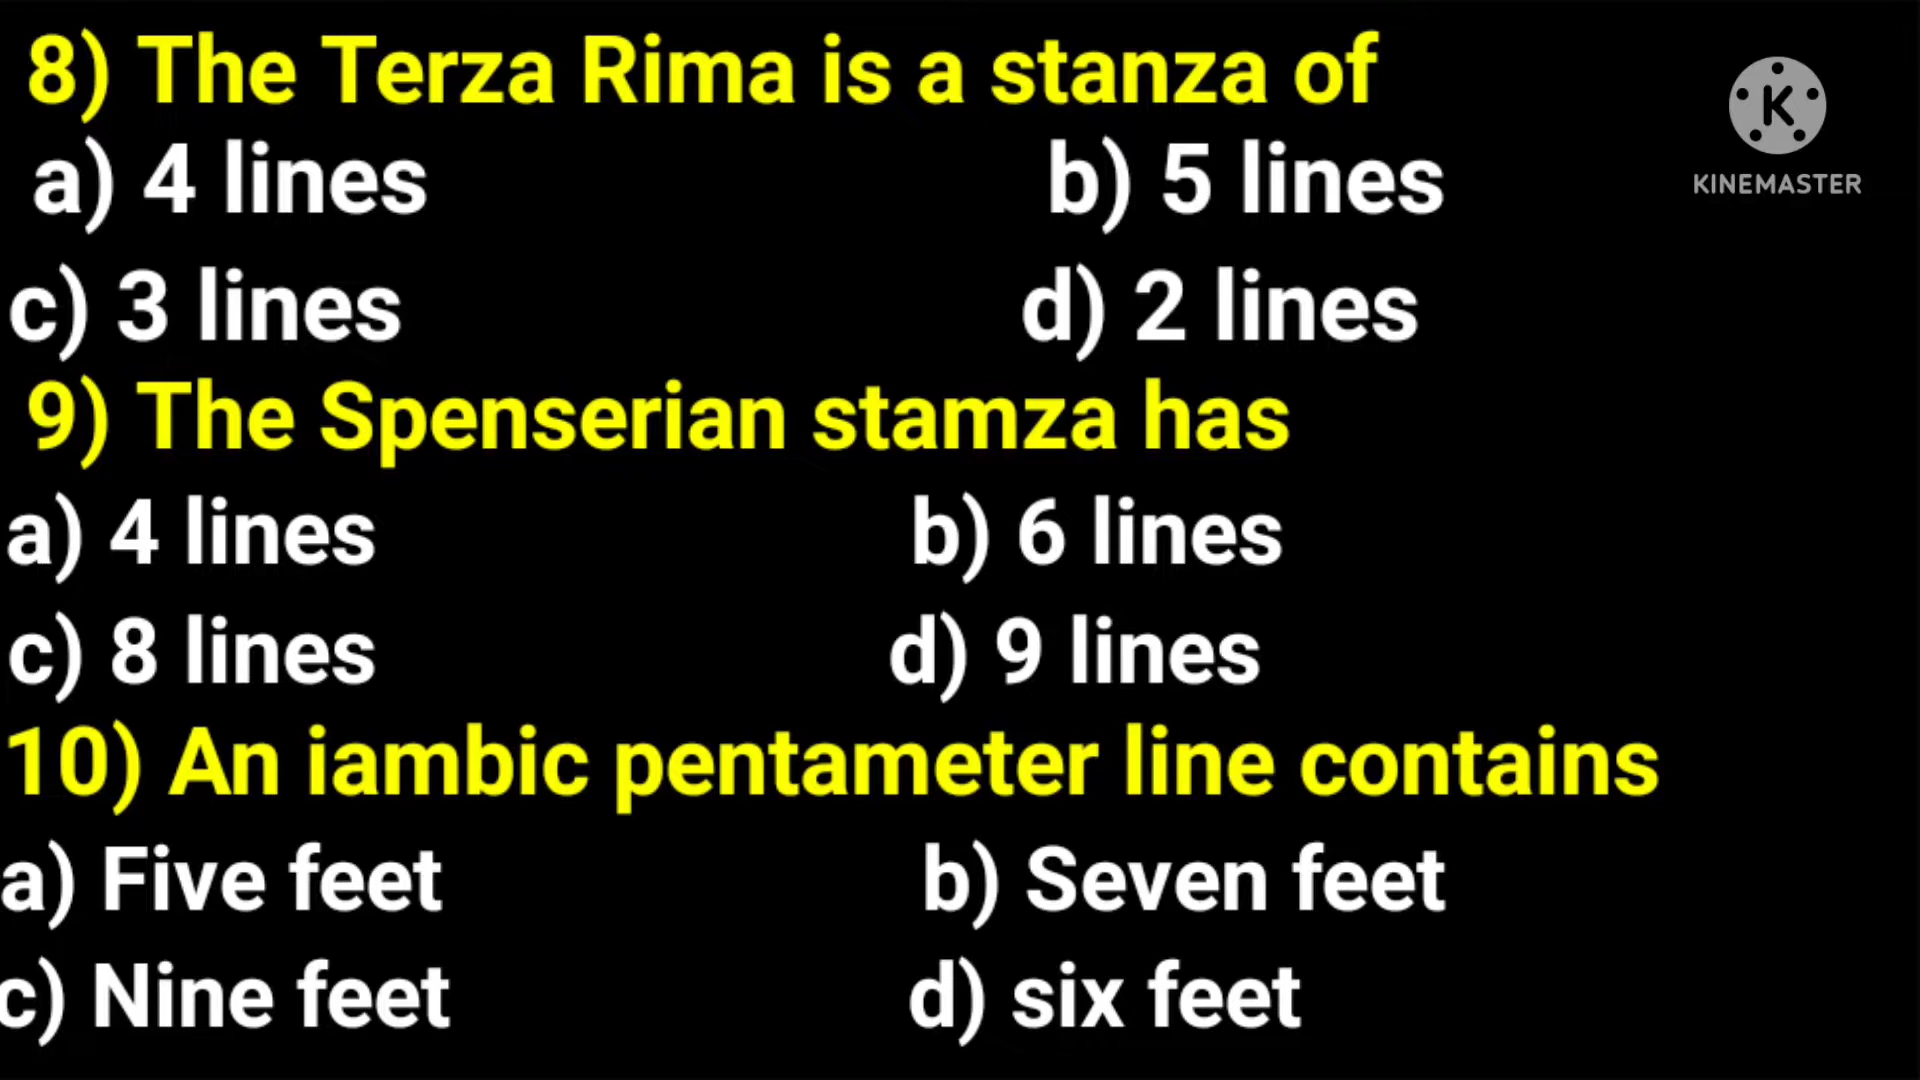 8) The Terza Rima is a stanza of
a) 4 lines b) 5 lines
c) 3 lines d) 2 lines
9) The Spenserian stamza has
a) 4 lines b) 6 lines
c) 8 lines d) 9 lines
10) An iambic pentameter line contains
a) Five feet b) Seven feet
c) Nine feet d) six feet
K
KINEMASTER